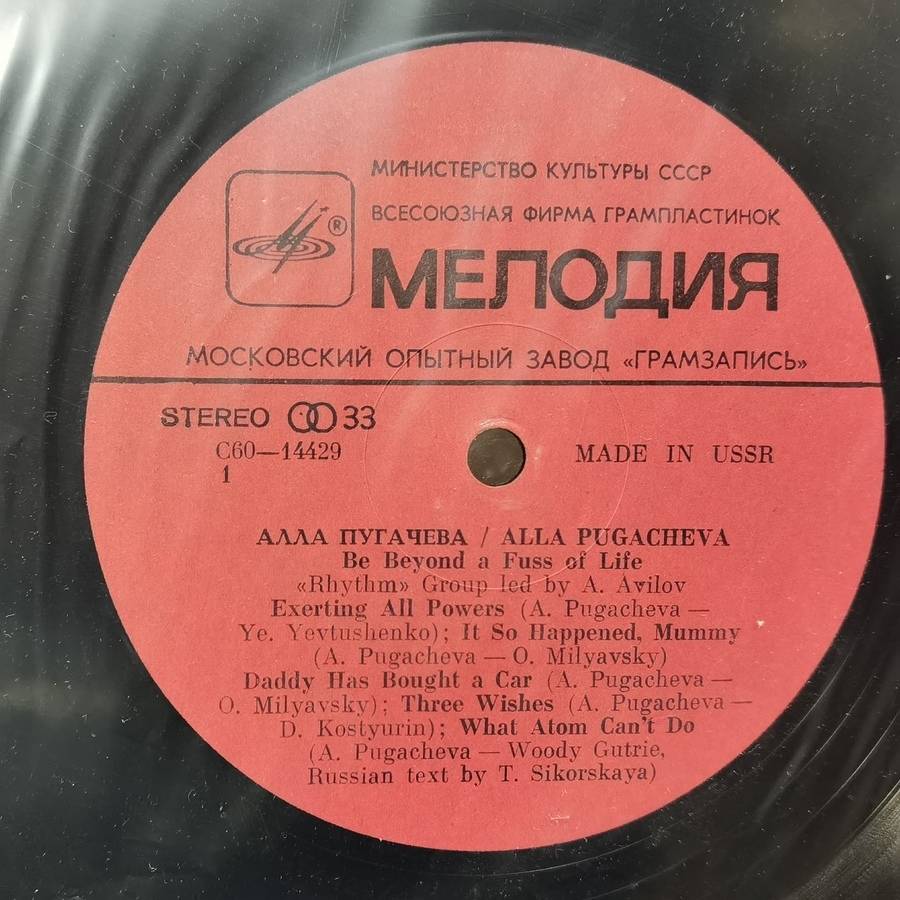 МИНИСТЕРСТВО КУЛЬТУРЫ СССР
ВСЕСОЮЗНАЯ ФИРМА ГРАМПЛАСТИНОК
®
МЕЛОДИЯ
МОСКОВСКИЙ ОПЫТНЫЙ ЗАВОД «ГРАМЗАПИСЬ»
STEREO 33
С60—14429
1
MADE IN USSR
АЛЛА ПУГАЧЕВА / ALLA PUGACHEVA
Be Beyond a Fuss of Life
«Rhythm» Group led by A. Avilov
Exerting All Powers (A. Pugacheva —
Ye. Yevtushenko); It So Happened, Mummy
(A. Pugacheva — O. Milyavsky)
Daddy Has Bought a Car (A. Pugacheva —
O. Milyavsky); Three Wishes (A. Pugacheva —
D. Kostyurin); What Atom Can't Do
(A. Pugacheva — Woody Gutrie,
Russian text by T. Sikorskaya)